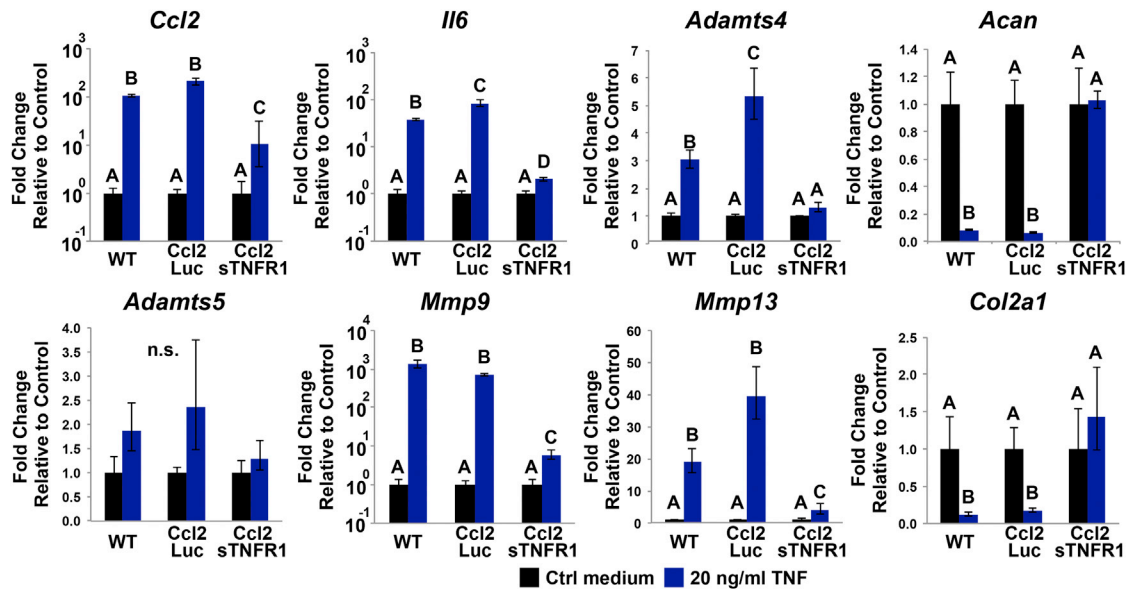 Ccl2
Fold Change
Relative to Control
10^3
10^2
10^1
10^0
10^-1
A
B
A
B
A
C
WT
Ccl2
Luc
Ccl2
sTNFR1
Il6
Fold Change
Relative to Control
10^3
10^2
10^1
10^0
10^-1
A
B
A
C
A
D
WT
Ccl2
Luc
Ccl2
sTNFR1
Adamts4
Fold Change
Relative to Control
7
6
5
4
3
2
1
0
A
B
A
C
A
A
WT
Ccl2
Luc
Ccl2
sTNFR1
Acan
Fold Change
Relative to Control
1.4
1.2
1.0
0.8
0.6
0.4
0.2
0.0
A
B
A
B
A
A
WT
Ccl2
Luc
Ccl2
sTNFR1
Adamts5
Fold Change
Relative to Control
4.0
3.5
3.0
2.5
2.0
1.5
1.0
0.5
0.0
n.s.
WT
Ccl2
Luc
Ccl2
sTNFR1
Mmp9
Fold Change
Relative to Control
10^4
10^3
10^2
10^1
10^0
10^-1
A
B
A
B
A
C
WT
Ccl2
Luc
Ccl2
sTNFR1
Mmp13
Fold Change
Relative to Control
60
50
40
30
20
10
0
A
B
A
B
A
C
WT
Ccl2
Luc
Ccl2
sTNFR1
Col2a1
Fold Change
Relative to Control
2.5
2.0
1.5
1.0
0.5
0.0
A
B
A
B
A
A
WT
Ccl2
Luc
Ccl2
sTNFR1
Ctrl medium
20 ng/ml TNF